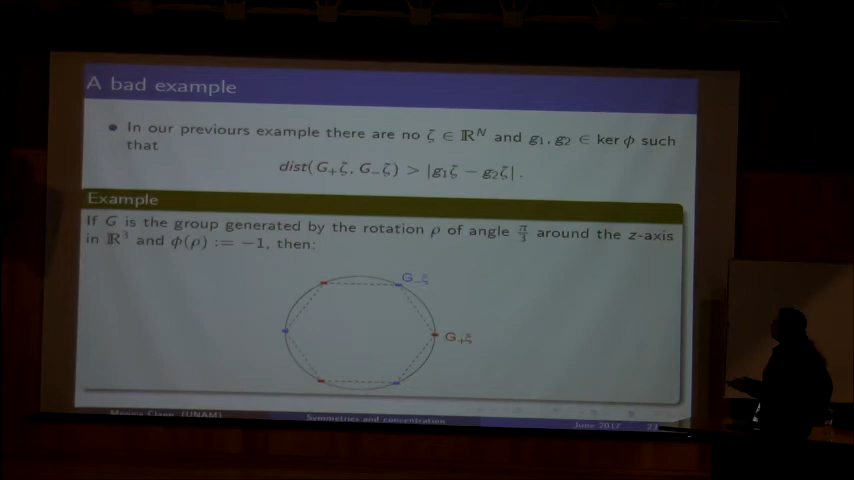 A bad example
• In our previours example there are no ζ ∈ ℝᴺ and g₁, g₂ ∈ ker ϕ such
that
dist(G₊ζ, G₋ζ) > |g₁ζ − g₂ζ| .
Example
If G is the group generated by the rotation ρ of angle π/3 around the z-axis
in ℝ³ and ϕ(ρ) := −1, then:
G₋ζ
G₊ζ
(UNAM) Symmetries and concentration June 2017